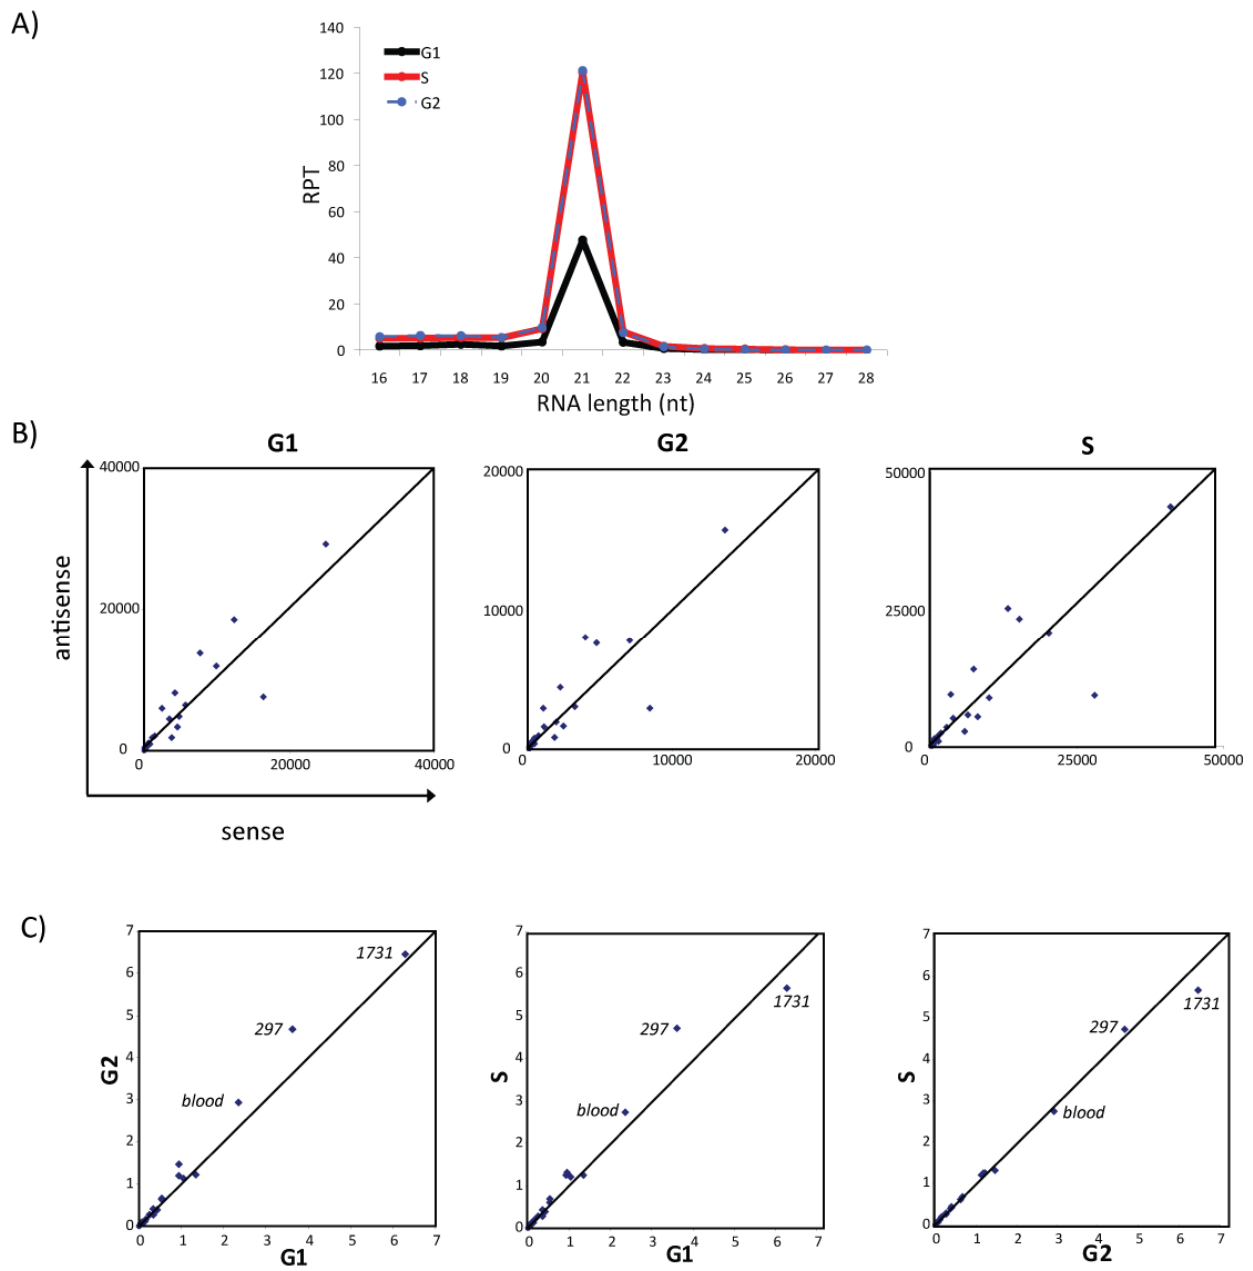 A)
140
120
100
80
60
40
20
0
RPT
G1
S
G2
16 17 18 19 20 21 22 23 24 25 26 27 28
RNA length (nt)
B)
G1
40000
20000
0
0 20000 40000
antisense
sense
G2
20000
10000
0
0 10000 20000
S
50000
25000
0
0 25000 50000
C)
7
6
5
4
3
2
1
0
G2
1731
297
blood
0 1 2 3 4 5 6 7
G1
7
6
5
4
3
2
1
0
S
1731
297
blood
0 1 2 3 4 5 6 7
G1
7
6
5
4
3
2
1
0
S
1731
297
blood
0 1 2 3 4 5 6 7
G2